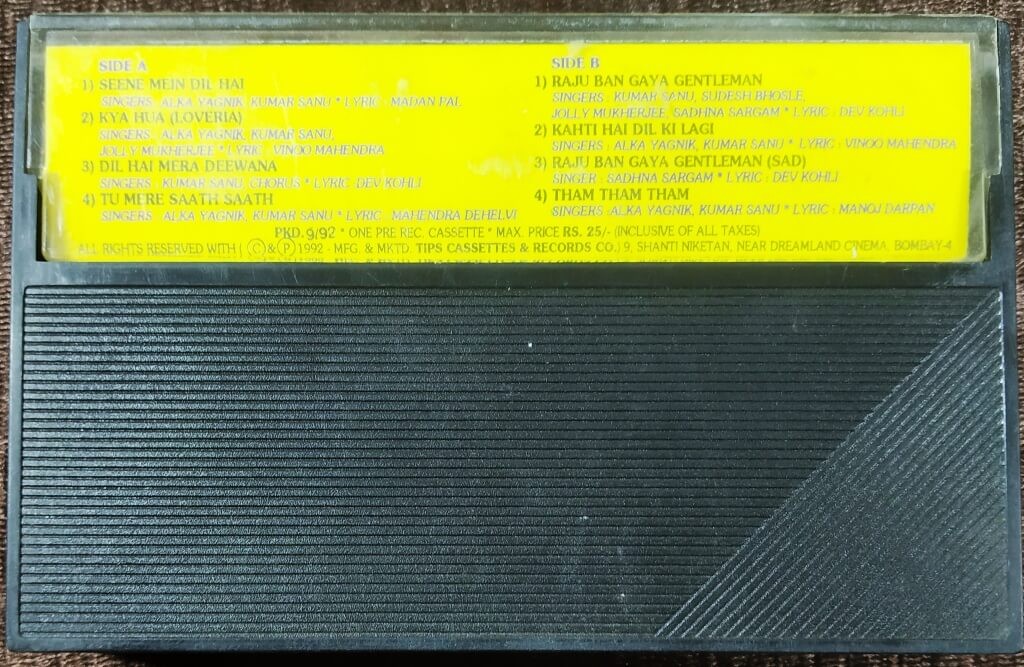 SIDE A
1) SEENE MEIN DIL HAI
SINGERS : ALKA YAGNIK, KUMAR SANU * LYRIC : MADAN PAL
2) KYA HUA (LOVERIA)
SINGERS : ALKA YAGNIK, KUMAR SANU,
JOLLY MUKHERJEE * LYRIC : VINOO MAHENDRA
3) DIL HAI MERA DEEWANA
SINGERS : KUMAR SANU, CHORUS * LYRIC : DEV KOHLI
4) TU MERE SAATH SAATH
SINGERS : ALKA YAGNIK, KUMAR SANU * LYRIC : MAHENDRA DEHELVI
SIDE B
1) RAJU BAN GAYA GENTLEMAN
SINGERS : KUMAR SANU, SUDESH BHOSLE,
JOLLY MUKHERJEE, SADHNA SARGAM * LYRIC : DEV KOHLI
2) KAHTI HAI DIL KI LAGI
SINGERS : ALKA YAGNIK, KUMAR SANU * LYRIC : VINOO MAHENDRA
3) RAJU BAN GAYA GENTLEMAN (SAD)
SINGER : SADHNA SARGAM * LYRIC : DEV KOHLI
4) THAM THAM THAM
SINGERS : ALKA YAGNIK, KUMAR SANU * LYRIC : MANOJ DARPAN
PKD. 9/92 * ONE PRE REC. CASSETTE * MAX. PRICE RS. 25/- (INCLUSIVE OF ALL TAXES)
ALL RIGHTS RESERVED WITH ( © & ℗ 1992 - MFG. & MKTD. TIPS CASSETTES & RECORDS CO.) 9, SHANTI NIKETAN, NEAR DREAMLAND CINEMA, BOMBAY-4